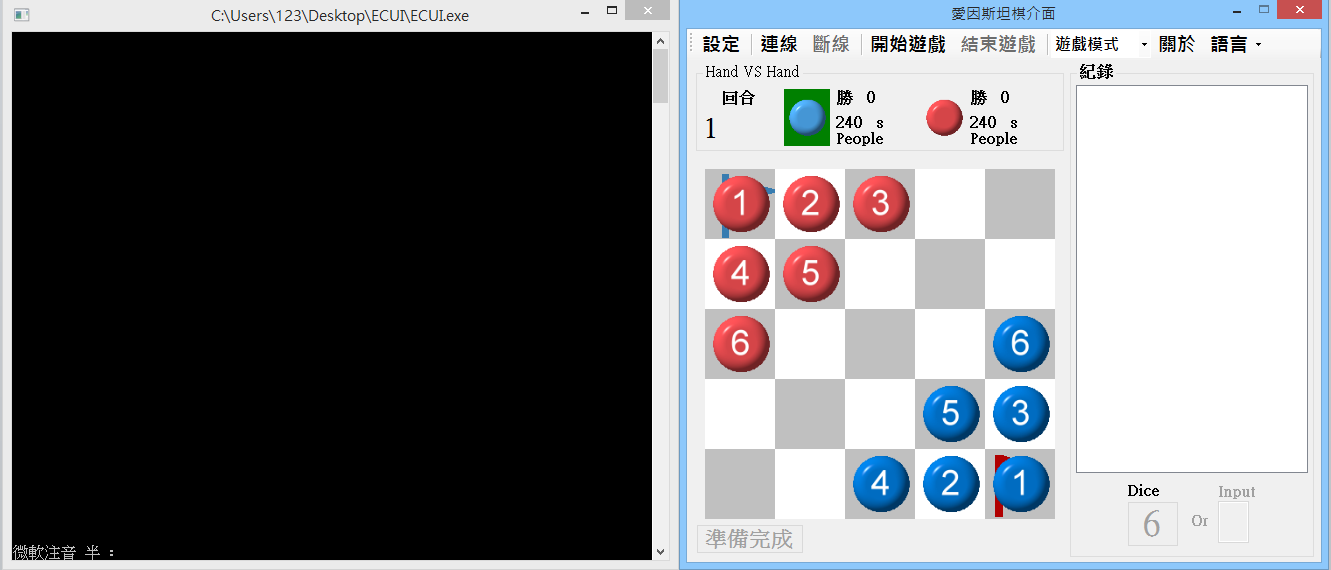 C:\Users\123\Desktop\ECUI\ECUI.exe
微軟注音 半 :
愛因斯坦棋介面
設定 連線 斷線 開始遊戲 結束遊戲 遊戲模式 關於 語言
Hand VS Hand
回合
1
勝 0
240 s
People
勝 0
240 s
People
紀錄
1 2 3
4 5
6 6
5 3
4 2 1
準備完成
Dice
6
Or
Input